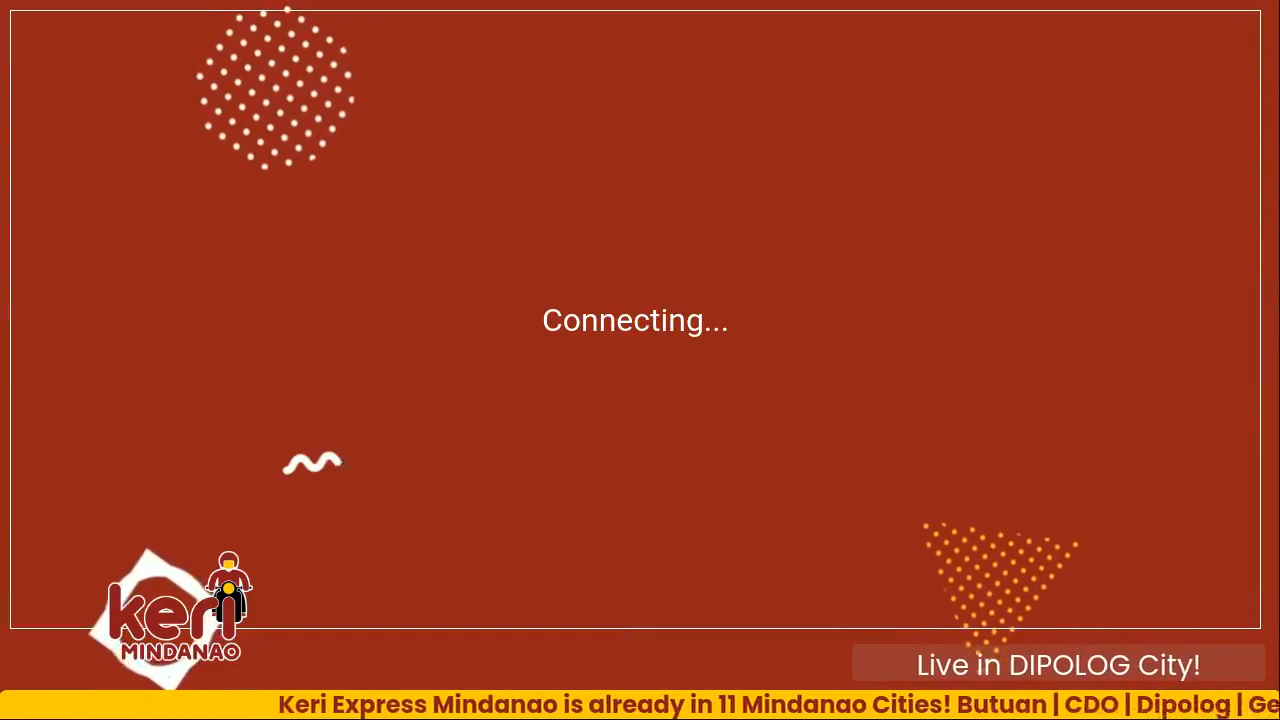 Connecting...
keri
MINDANAO
Live in DIPOLOG City!
Keri Express Mindanao is already in 11 Mindanao Cities! Butuan | CDO | Dipolog | Ge